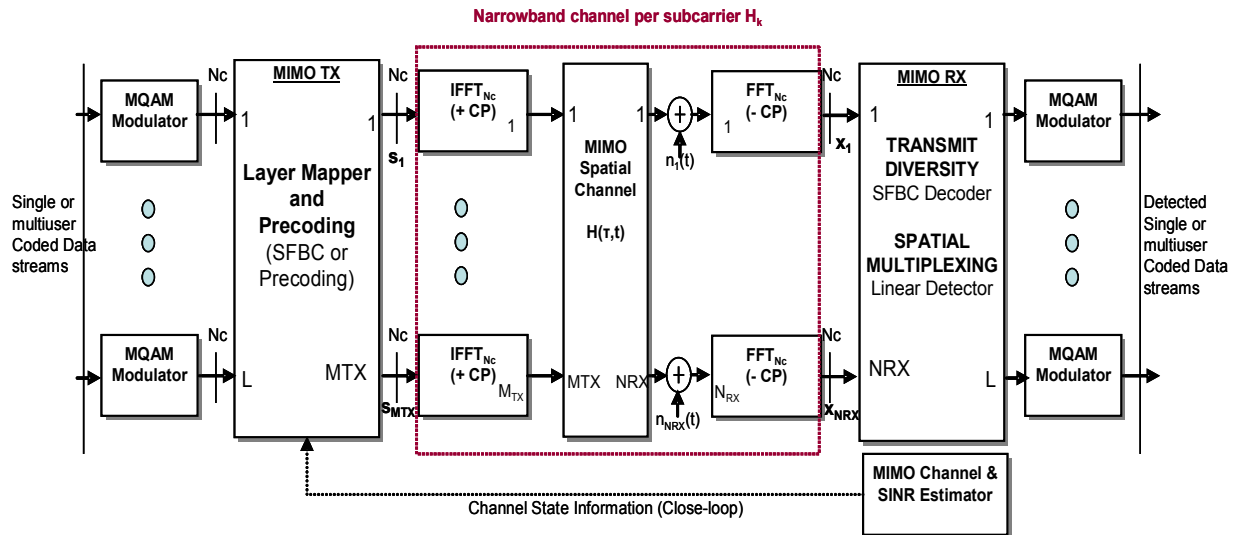 Narrowband channel per subcarrier Hk
Single or
multiuser
Coded Data
streams
MQAM
Modulator
Nc
MQAM
Modulator
Nc
MIMO TX
1
1
Layer Mapper
and
Precoding
(SFBC or
Precoding)
L
MTX
Nc
s1
Nc
sMTX
IFFTNc
(+ CP)
1
IFFTNc
(+ CP)
MTX
1
1
MIMO
Spatial
Channel
H(τ,t)
MTX
NRX
+
n1(t)
+
nNRX(t)
FFTNc
(- CP)
1
FFTNc
(- CP)
NRX
Nc
x1
Nc
xNRX
MIMO RX
1
1
TRANSMIT
DIVERSITY
SFBC Decoder
SPATIAL
MULTIPLEXING
Linear Detector
NRX
L
MQAM
Modulator
MQAM
Modulator
Detected
Single or
multiuser
Coded Data
streams
MIMO Channel &
SINR Estimator
Channel State Information (Close-loop)